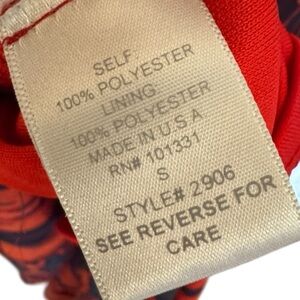 SELF
100% POLYESTER
LINING
100% POLYESTER
MADE IN U S A
RN# 101331
S
STYLE# 2906
SEE REVERSE FOR
CARE